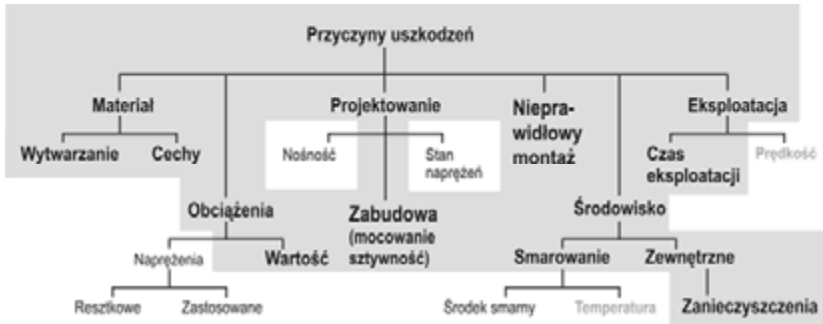 Przyczyny uszkodzeń
Materiał
Projektowanie
Niepra-
widłowy
montaż
Eksploatacja
Wytwarzanie
Cechy
Nośność
Stan
naprężeń
Czas
eksploatacji
Prędkość
Obciążenia
Zabudowa
(mocowanie
sztywność)
Środowisko
Naprężenia
Wartość
Smarowanie
Zewnętrzne
Resztkowe
Zastosowane
Środek smarny
Temperatura
Zanieczyszczenia